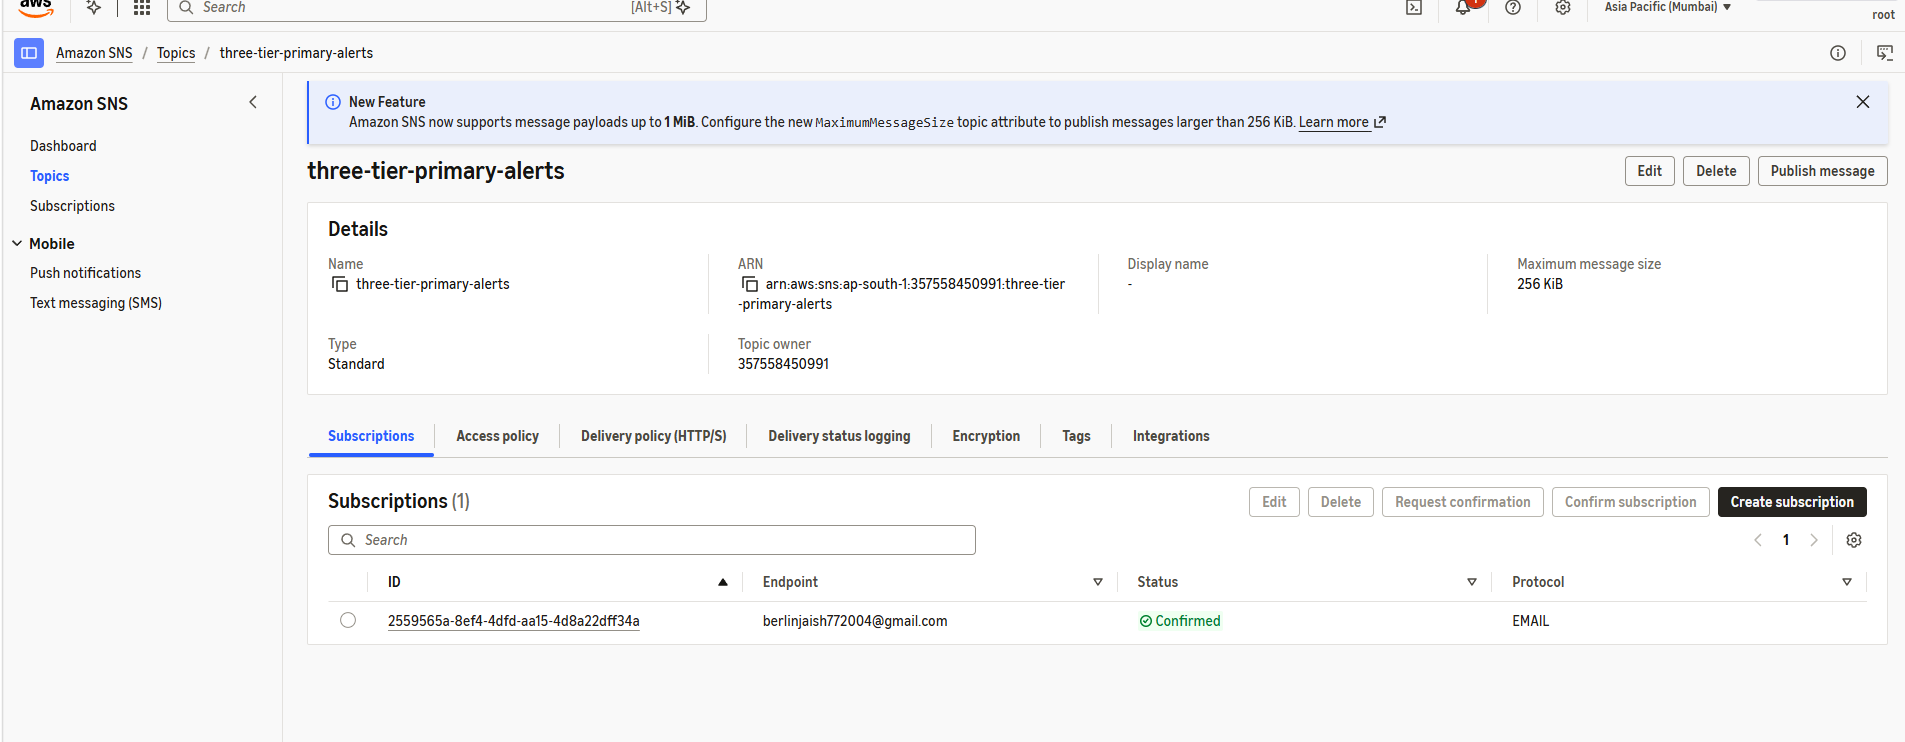 aws
Search
[Alt+S]
1
Asia Pacific (Mumbai)
root
Amazon SNS / Topics / three-tier-primary-alerts
Amazon SNS
Dashboard
Topics
Subscriptions
Mobile
Push notifications
Text messaging (SMS)
New Feature
Amazon SNS now supports message payloads up to 1 MiB. Configure the new MaximumMessageSize topic attribute to publish messages larger than 256 KiB. Learn more
three-tier-primary-alerts
Edit
Delete
Publish message
Details
Name
three-tier-primary-alerts
ARN
arn:aws:sns:ap-south-1:357558450991:three-tier
-primary-alerts
Display name
-
Maximum message size
256 KiB
Type
Standard
Topic owner
357558450991
Subscriptions
Access policy
Delivery policy (HTTP/S)
Delivery status logging
Encryption
Tags
Integrations
Subscriptions (1)
Edit
Delete
Request confirmation
Confirm subscription
Create subscription
Search
1
ID
Endpoint
Status
Protocol
2559565a-8ef4-4dfd-aa15-4d8a22dff34a
berlinjaish772004@gmail.com
Confirmed
EMAIL